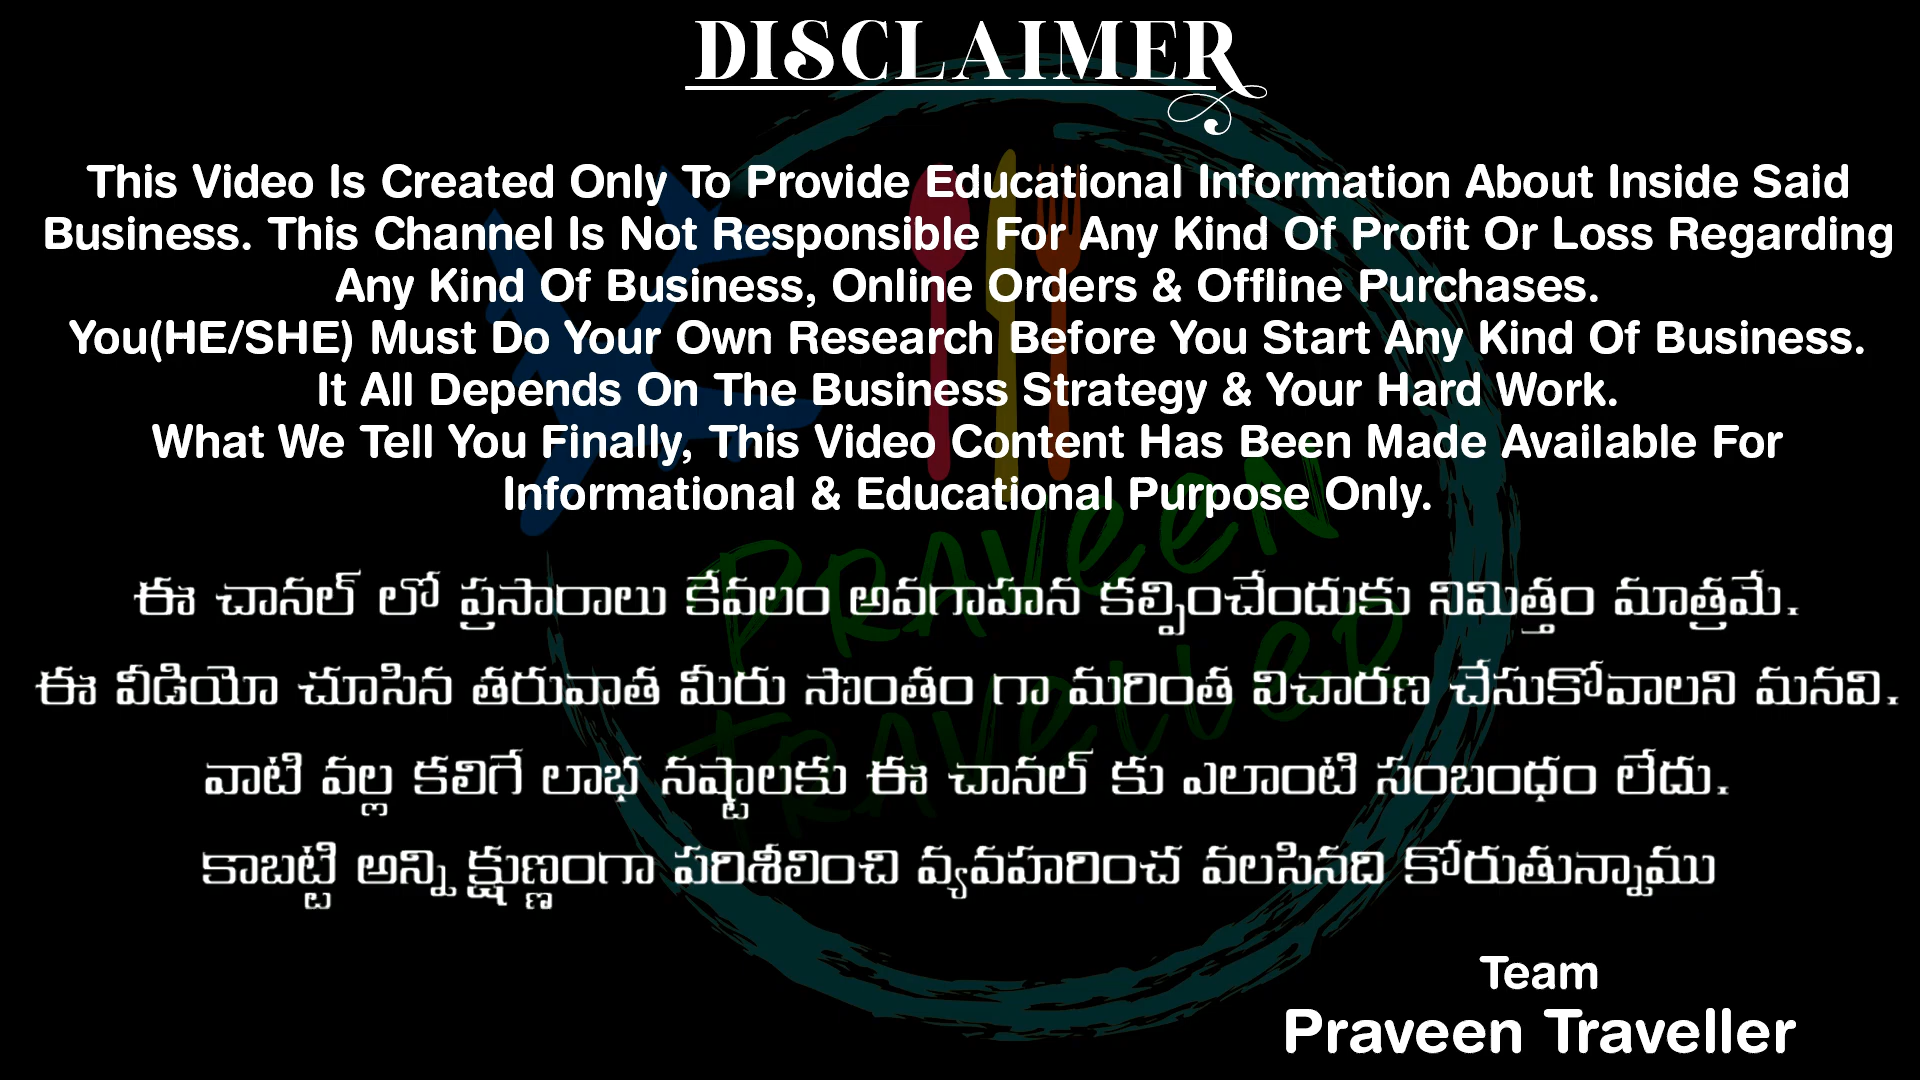 DISCLAIMER
This Video Is Created Only To Provide Educational Information About Inside Said
Business. This Channel Is Not Responsible For Any Kind Of Profit Or Loss Regarding
Any Kind Of Business, Online Orders & Offline Purchases.
You(HE/SHE) Must Do Your Own Research Before You Start Any Kind Of Business.
It All Depends On The Business Strategy & Your Hard Work.
What We Tell You Finally, This Video Content Has Been Made Available For
Informational & Educational Purpose Only.
PRAVEEN
TRAVELLER
ఈ చానల్ లో ప్రసారాలు కేవలం అవగాహన కల్పించేందుకు నిమిత్తం మాత్రమే.
ఈ వీడియో చూసిన తరువాత మీరు సొంతం గా మరింత విచారణ చేసుకోవాలని మనవి.
వాటి వల్ల కలిగే లాభ నష్టాలకు ఈ చానల్ కు ఎలాంటి సంబంధం లేదు.
కాబట్టి అన్ని క్షుణ్ణంగా పరిశీలించి వ్యవహరించ వలసినది కోరుతున్నాము
Team
Praveen Traveller